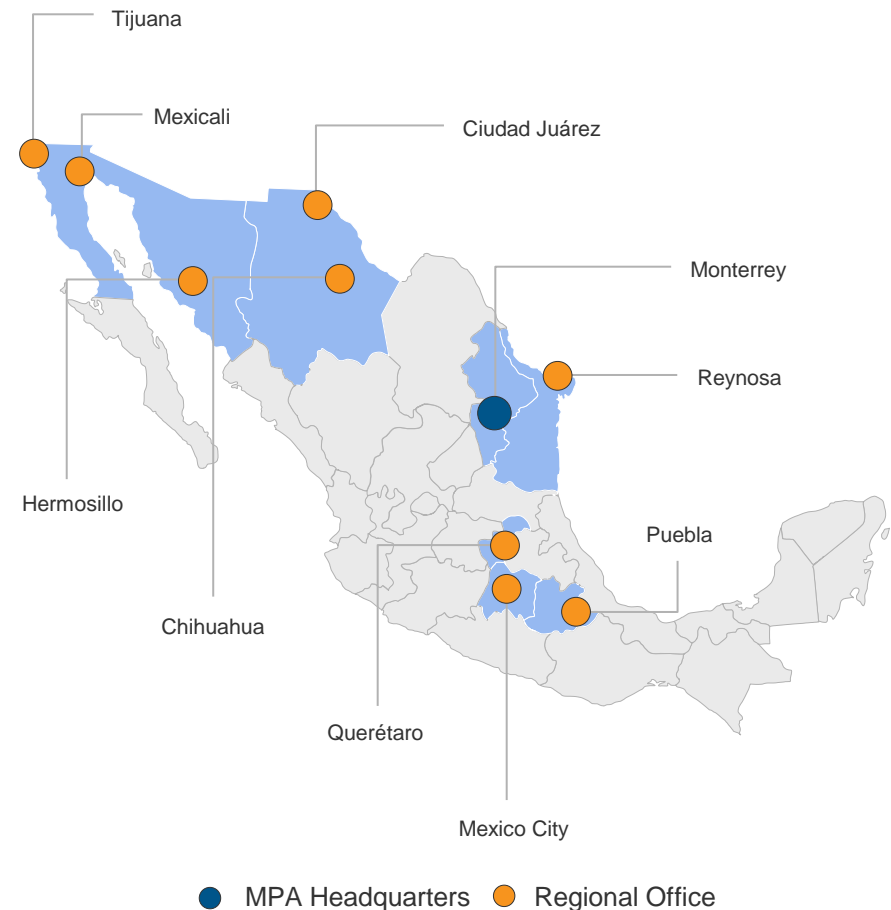 Tijuana
Mexicali
Ciudad Juárez
Monterrey
Reynosa
Hermosillo
Puebla
Chihuahua
Querétaro
Mexico City
MPA Headquarters
Regional Office